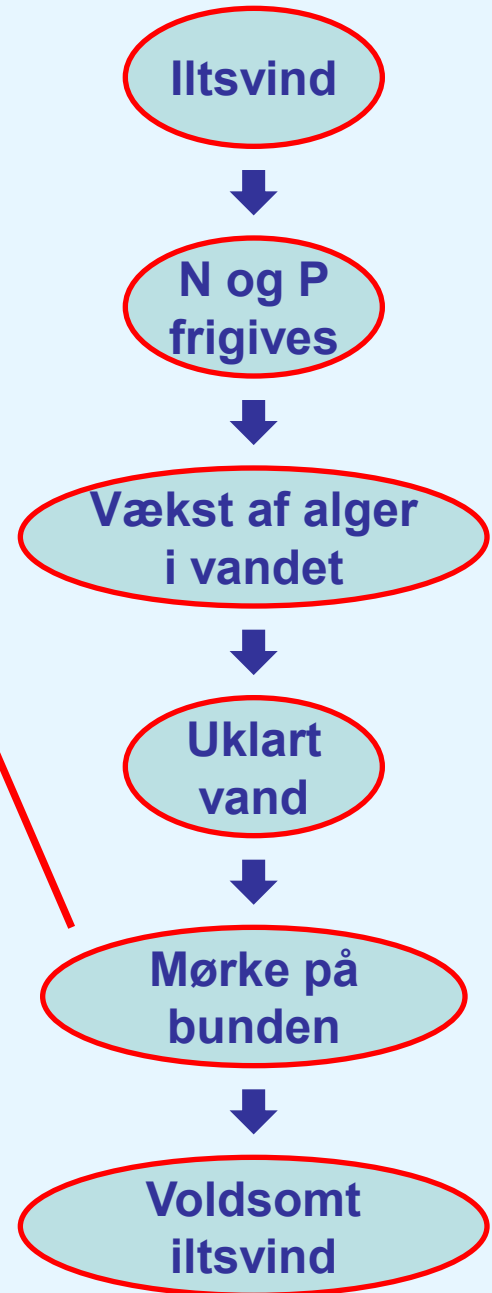 Iltsvind
N og P
frigives
Vækst af alger
i vandet
Uklart
vand
Mørke på
bunden
Voldsomt
iltsvind